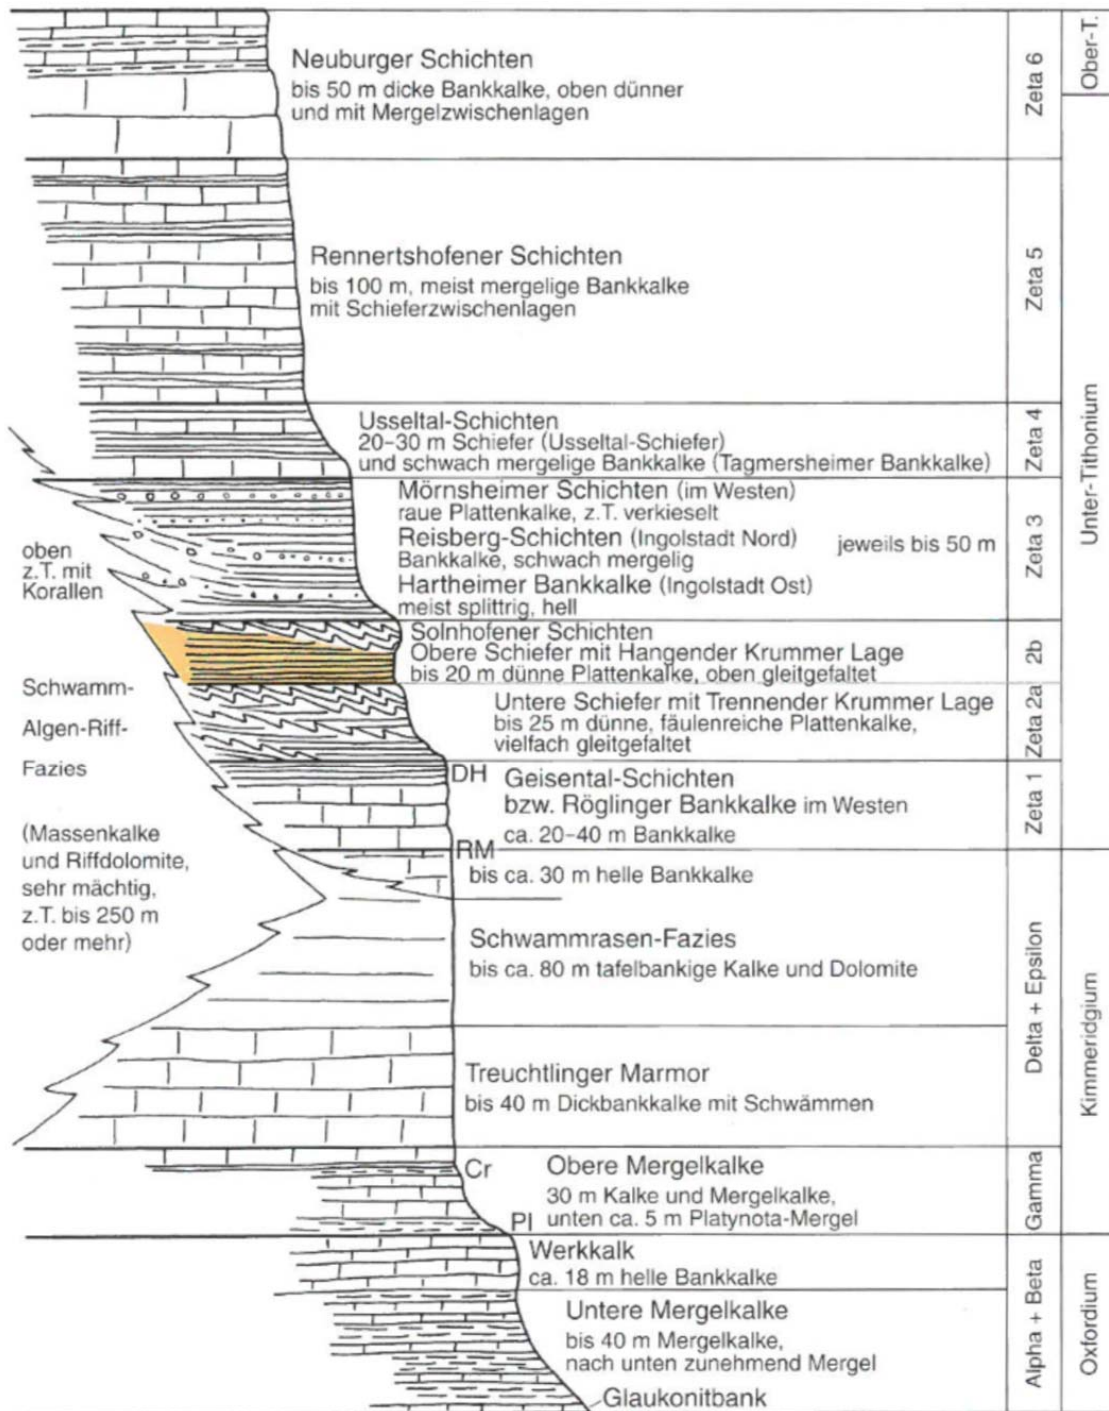 Neuburger Schichten
bis 50 m dicke Bankkalke, oben dünner
und mit Mergelzwischenlagen
Zeta 6
Ober-T.
Rennertshofener Schichten
bis 100 m, meist mergelige Bankkalke
mit Schieferzwischenlagen
Zeta 5
Unter-Tithonium
Usseltal-Schichten
20–30 m Schiefer (Usseltal-Schiefer)
und schwach mergelige Bankkalke (Tagmersheimer Bankkalke)
Zeta 4
Mörnsheimer Schichten (im Westen)
raue Plattenkalke, z.T. verkieselt
Reisberg-Schichten (Ingolstadt Nord)
Bankkalke, schwach mergelig
Hartheimer Bankkalke (Ingolstadt Ost)
meist splittrig, hell
jeweils bis 50 m
Zeta 3
oben
z.T. mit
Korallen
Solnhofener Schichten
Obere Schiefer mit Hangender Krummer Lage
bis 20 m dünne Plattenkalke, oben gleitgefaltet
2b
Untere Schiefer mit Trennender Krummer Lage
bis 25 m dünne, fäulenreiche Plattenkalke,
vielfach gleitgefaltet
Zeta 2a
Schwamm-
Algen-Riff-
Fazies
(Massenkalke
und Riffdolomite,
sehr mächtig,
z.T. bis 250 m
oder mehr)
DH
Geisental-Schichten
bzw. Röglinger Bankkalke im Westen
ca. 20–40 m Bankkalke
Zeta 1
RM
bis ca. 30 m helle Bankkalke
Schwammrasen-Fazies
bis ca. 80 m tafelbankige Kalke und Dolomite
Delta + Epsilon
Kimmeridgium
Treuchtlinger Marmor
bis 40 m Dickbankkalke mit Schwämmen
Cr
Obere Mergelkalke
30 m Kalke und Mergelkalke,
unten ca. 5 m Platynota-Mergel
Pl
Gamma
Werkkalk
ca. 18 m helle Bankkalke
Alpha + Beta
Oxfordium
Untere Mergelkalke
bis 40 m Mergelkalke,
nach unten zunehmend Mergel
Glaukonitbank